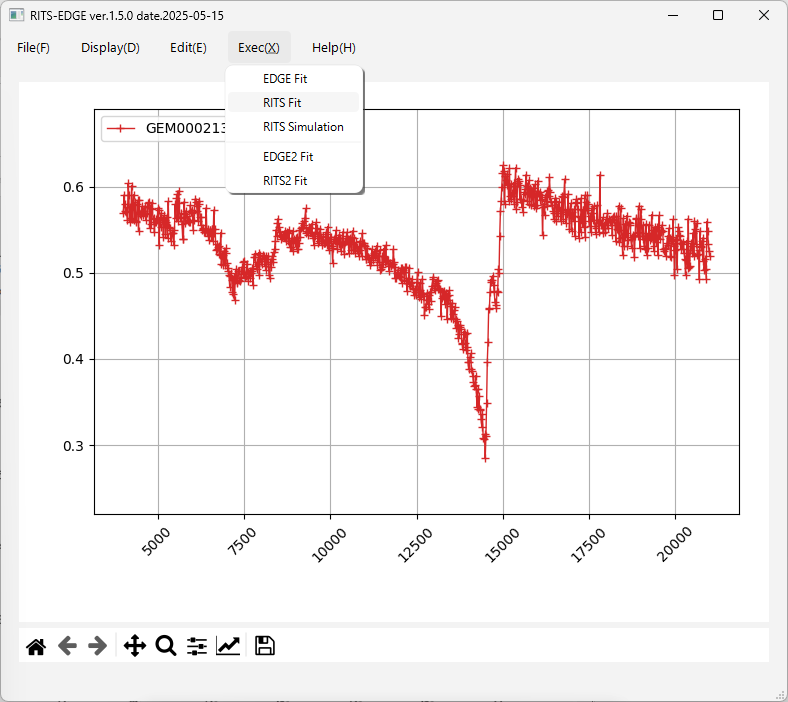 RITS-EDGE ver.1.5.0 date.2025-05-15
File(F) Display(D) Edit(E) Exec(X) Help(H)
EDGE Fit
RITS Fit
RITS Simulation
EDGE2 Fit
RITS2 Fit
GEM000213
0.6
0.5
0.4
0.3
5000 7500 10000 12500 15000 17500 20000